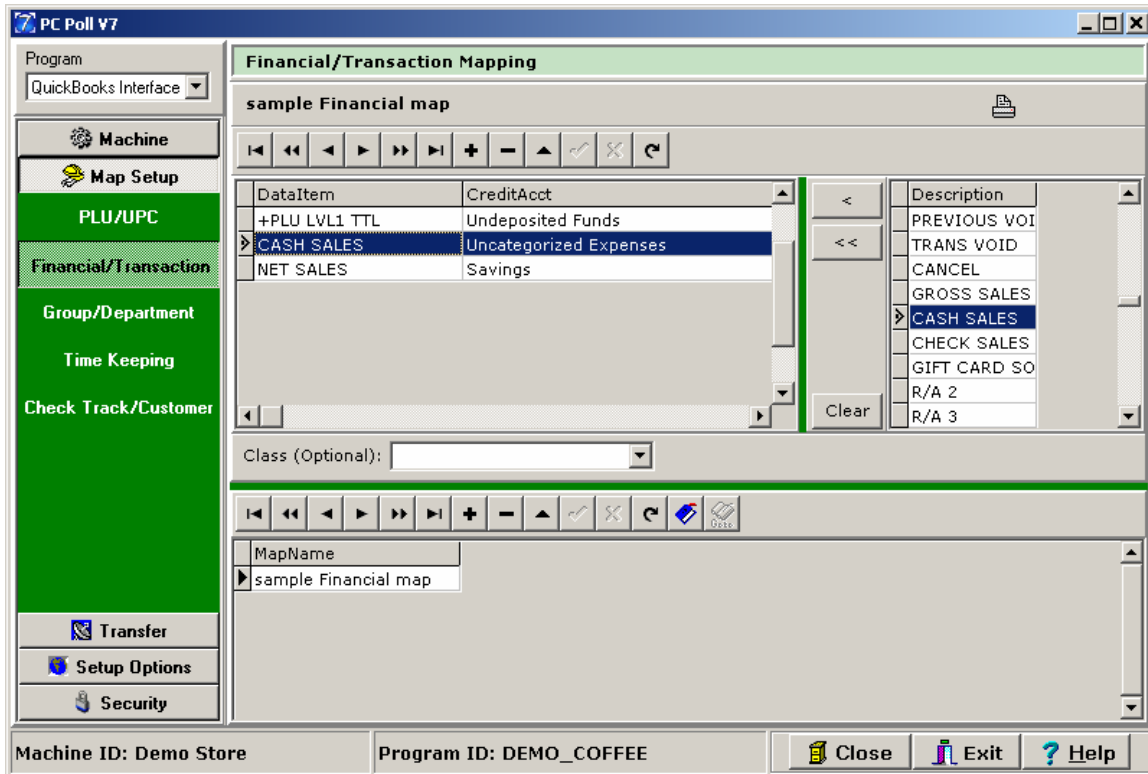 PC Poll V7
Program
QuickBooks Interface
Machine
Map Setup
PLU/UPC
Financial/Transaction
Group/Department
Time Keeping
Check Track/Customer
Transfer
Setup Options
Security
Financial/Transaction Mapping
sample Financial map
DataItem CreditAcct
+PLU LVL1 TTL Undeposited Funds
CASH SALES Uncategorized Expenses
NET SALES Savings
<
<<
Clear
Description
PREVIOUS VOI
TRANS VOID
CANCEL
GROSS SALES
CASH SALES
CHECK SALES
GIFT CARD SO
R/A 2
R/A 3
Class (Optional):
Goto
MapName
sample Financial map
Machine ID: Demo Store
Program ID: DEMO_COFFEE
Close
Exit
Help